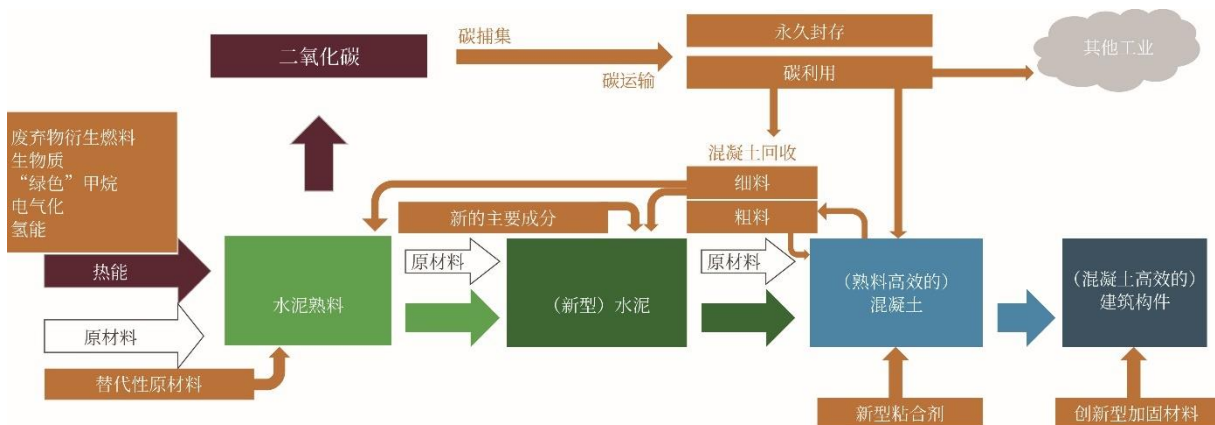 二氧化碳
碳捕集
碳运输
永久封存
碳利用
其他工业
废弃物衍生燃料
生物质
“绿色”甲烷
电气化
氢能
热能
原材料
替代性原材料
水泥熟料
混凝土回收
细料
粗料
新的主要成分
原材料
(新型)水泥
原材料
(熟料高效的)
混凝土
新型粘合剂
(混凝土高效的)
建筑构件
创新型加固材料